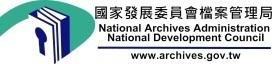 國家發展委員會檔案管理局
National Archives Administration
National Development Council
www.archives.gov.tw